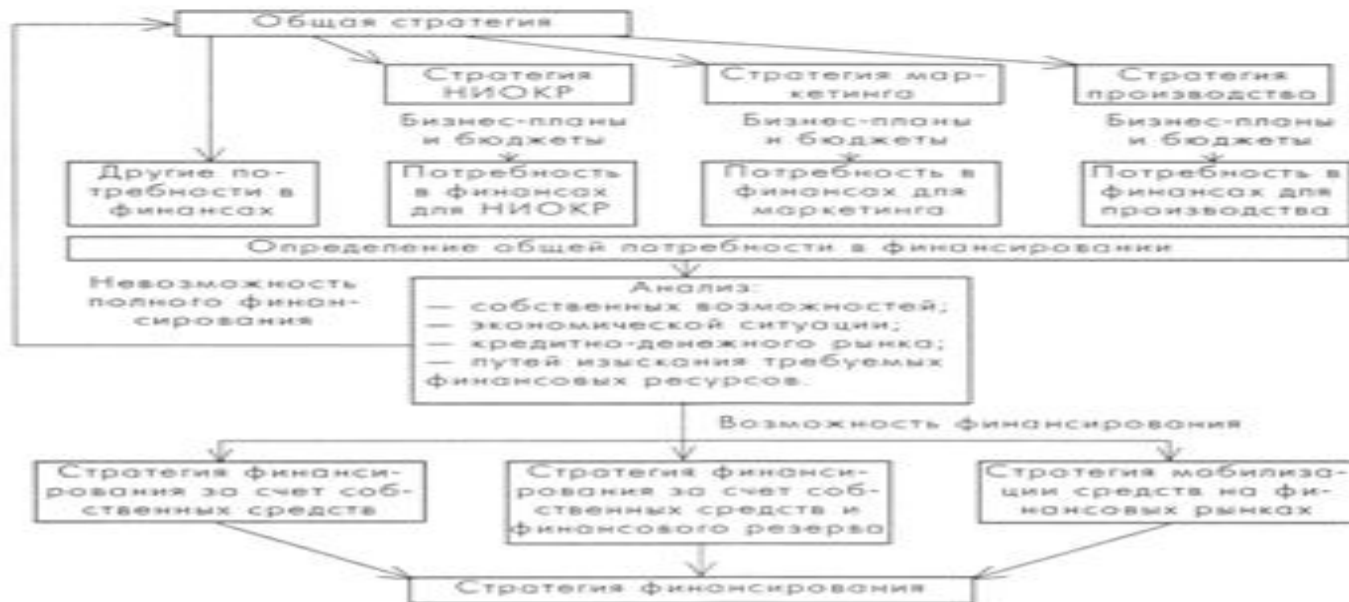 Общая стратегия
Стратегия
НИОКР
Стратегия мар-
кетинга
Стратегия
производства
Бизнес-планы
и бюджеты
Бизнес-планы
и бюджеты
Бизнес-планы
и бюджеты
Другие по-
требности в
финансах
Потребность
в финансах
для НИОКР
Потребность в
финансах для
маркетинга
Потребность в
финансах для
производства
Определение общей потребности в финансировании
Невозможность
полного финан-
сирования
Анализ:
— собственных возможностей;
— экономической ситуации;
— кредитно-денежного рынка;
— путей изыскания требуемых
финансовых ресурсов.
Возможность финансирования
Стратегия финанси-
рования за счет соб-
ственных средств
Стратегия финанси-
рования за счет соб-
ственных средств и
финансового резерва
Стратегия мобилиза-
ции средств на фи-
нансовых рынках
Стратегия финансирования